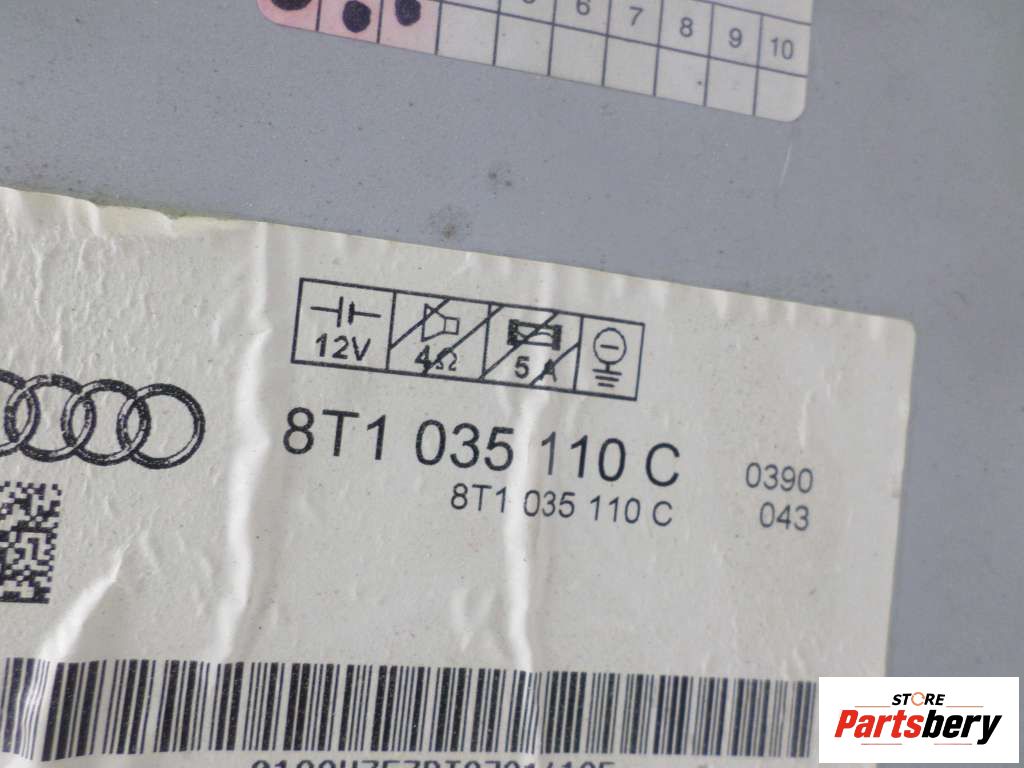 6 7 8 9 10
12V 4Ω 5 A
8T1 035 110 C 0390
8T1 035 110 C 043
STORE
Partsbery